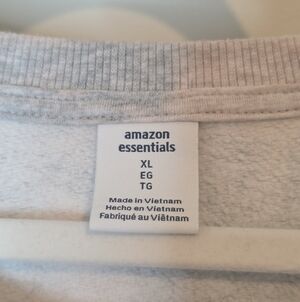 amazon
essentials
XL
EG
TG
Made in Vietnam
Hecho en Vietnam
Fabriqué au Viêtnam